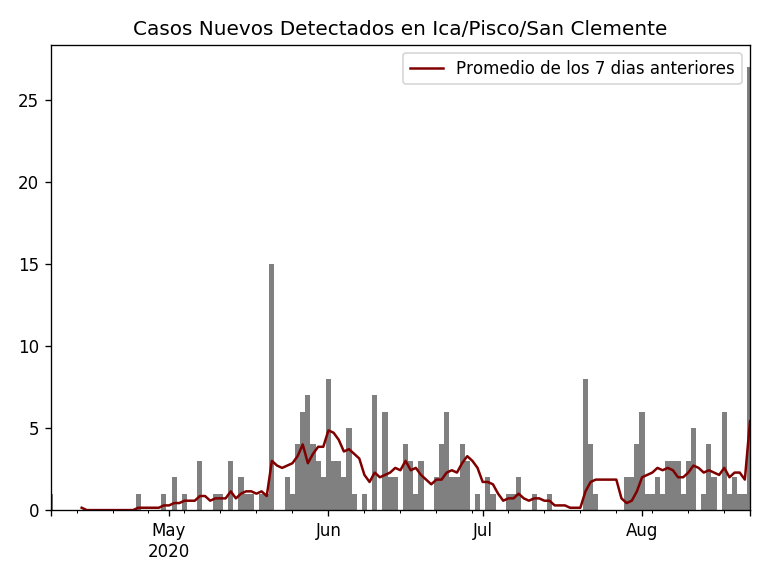 Casos Nuevos Detectados en Ica/Pisco/San Clemente
Promedio de los 7 dias anteriores
25
20
15
10
5
0
May
2020
Jun
Jul
Aug